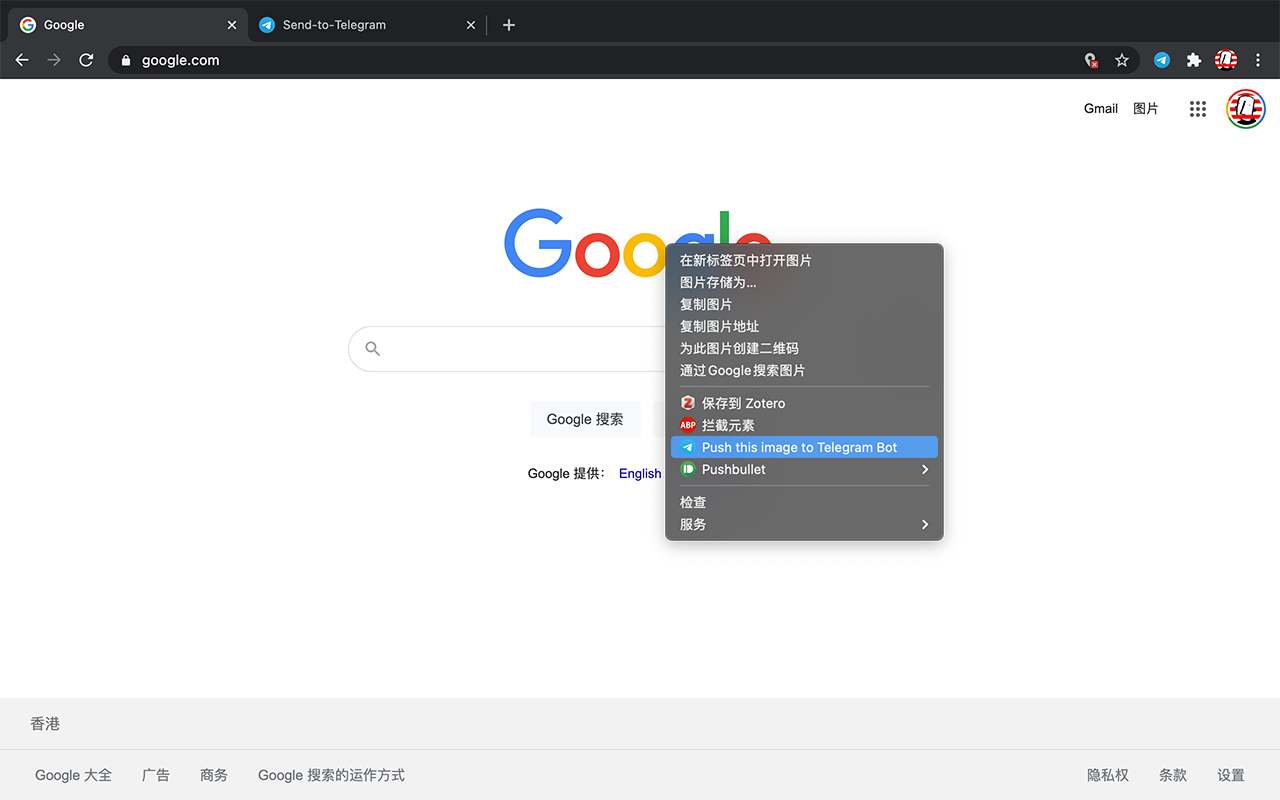 Google
Send-to-Telegram
google.com
Gmail
图片
Google
在新标签页中打开图片
图片存储为...
复制图片
复制图片地址
为此图片创建二维码
通过Google搜索图片
保存到 Zotero
ABP 拦截元素
Push this image to Telegram Bot
Pushbullet
检查
服务
Google 搜索
Google 提供： English
香港
Google 大全
广告
商务
Google 搜索的运作方式
隐私权
条款
设置